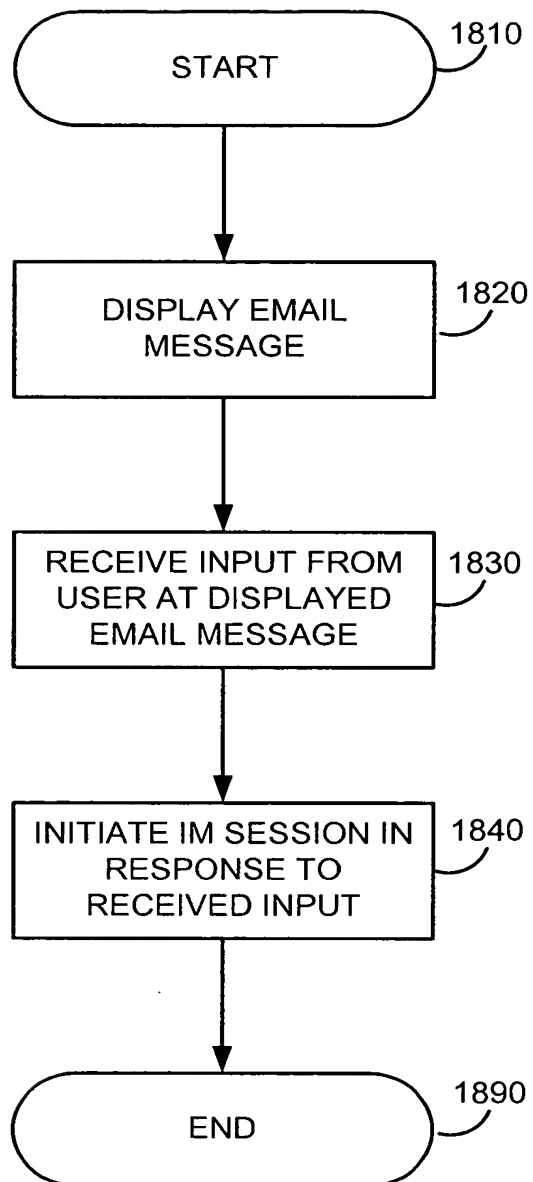 1810
START
1820
DISPLAY EMAIL
MESSAGE
1830
RECEIVE INPUT FROM
USER AT DISPLAYED
EMAIL MESSAGE
1840
INITIATE IM SESSION IN
RESPONSE TO
RECEIVED INPUT
1890
END